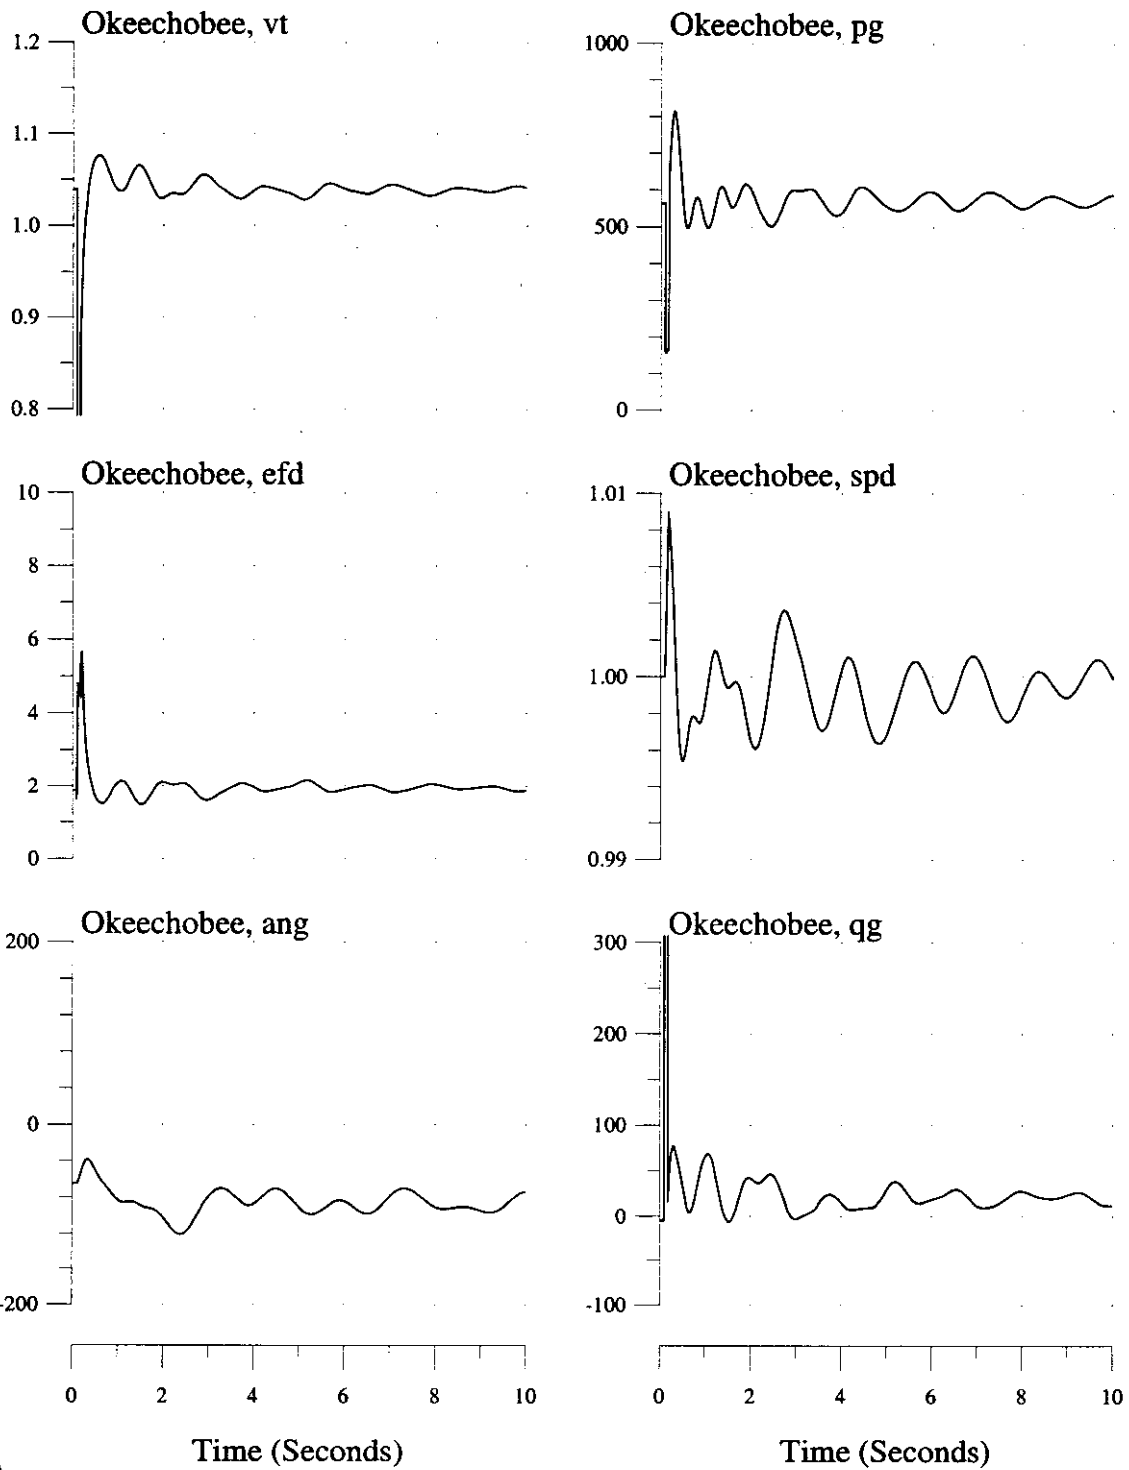 Okeechobee, vt
1.2
1.1
1.0
0.9
0.8
Okeechobee, pg
1000
500
0
Okeechobee, efd
10
8
6
4
2
0
Okeechobee, spd
1.01
1.00
0.99
Okeechobee, ang
200
0
-200
Okeechobee, qg
300
200
100
0
-100
0 2 4 6 8 10
Time (Seconds)
0 2 4 6 8 10
Time (Seconds)